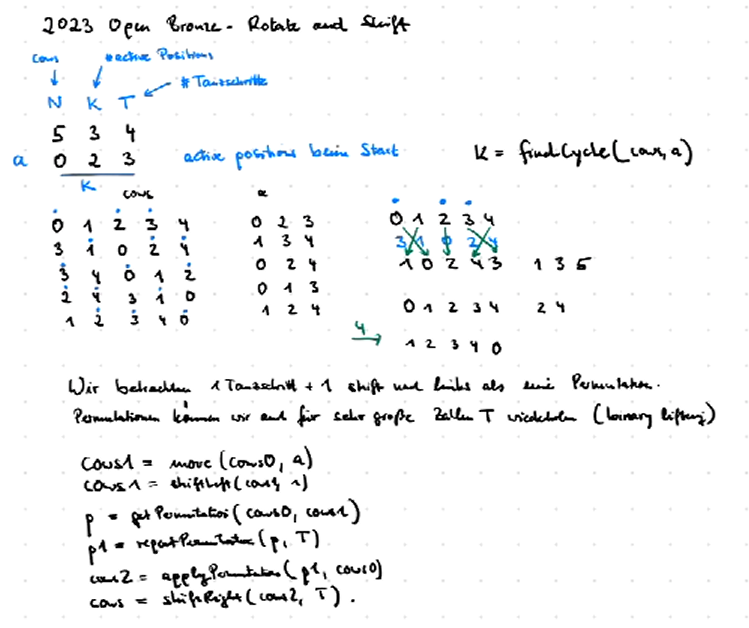 2023 Open Bronze - Rotate and Shift
cows #active Positions
# Tanzschritte
N K T
5 3 4
a 0 2 3 active positions beim Start K = findCycle(cows, a)
K
cows a
0 1 2 3 4 0 2 3 0 1 2 3 4
3 1 0 2 4 1 3 4 3 1 0 2 4
3 4 0 1 2 0 2 4 1 0 2 4 3 1 3 5
2 4 3 1 0 0 1 3 0 1 2 3 4 2 4
1 2 3 4 0 1 2 4
4 1 2 3 4 0
Wir betrachten 1 Tanzschritt + 1 shift nach links als eine Permutation.
Permutationen können wir auch für sehr große Zahlen T wiederholen (binary lifting)
cows1 = move(cows0, a)
cows1 = shiftLeft(cows1, 1)
p = getPermutation(cows0, cows1)
p1 = repeatPermutation(p, T)
cows2 = applyPermutation(p1, cows0)
cows = shiftRight(cows2, T).